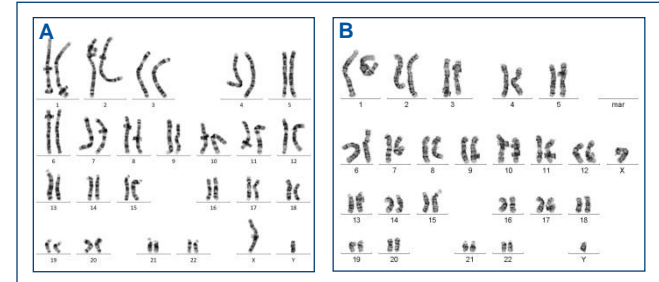 A
1 2 3 4 5
6 7 8 9 10 11 12
13 14 15 16 17 18
19 20 21 22 X Y
B
1 2 3 4 5 mar
6 7 8 9 10 11 12 X
13 14 15 16 17 18
19 20 21 22 Y